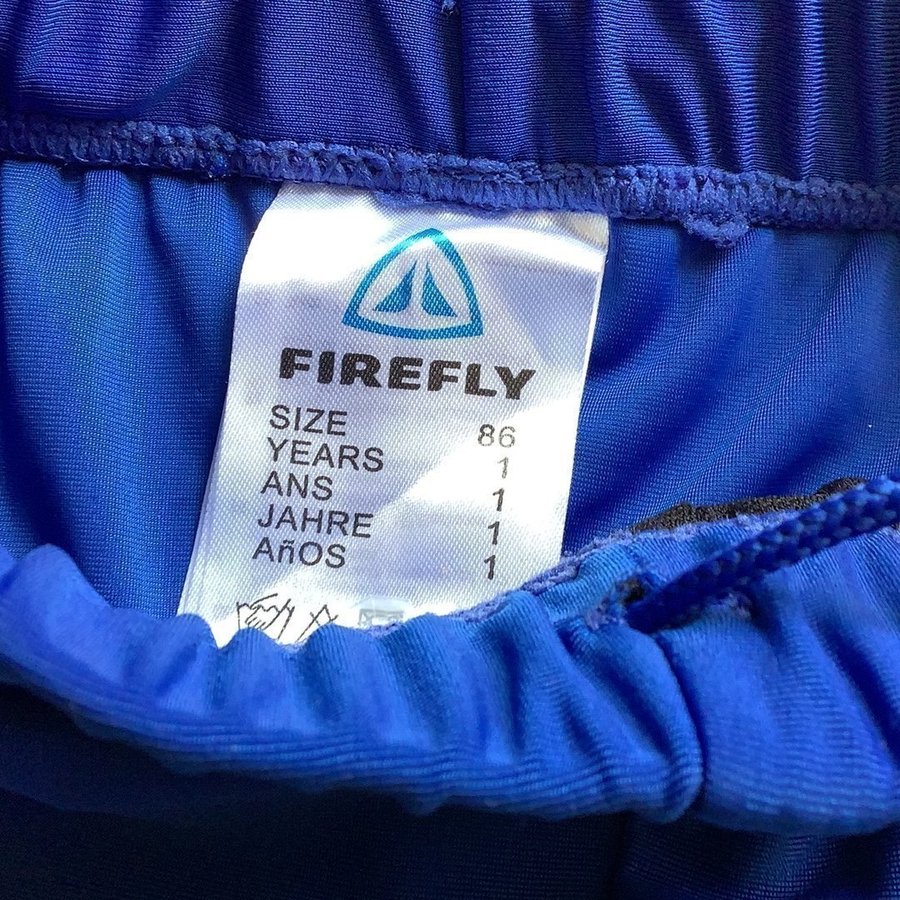 FIREFLY
SIZE 86
YEARS 1
ANS 1
JAHRE 1
AñOS 1